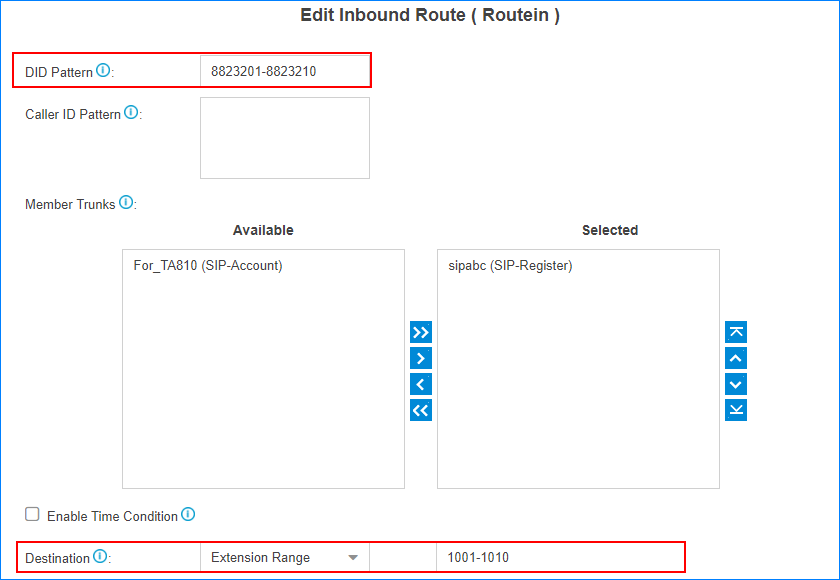 Edit Inbound Route ( Routein )
DID Pattern i: 8823201-8823210
Caller ID Pattern i:
Member Trunks i:
Available Selected
For_TA810 (SIP-Account) sipabc (SIP-Register)
Enable Time Condition i
Destination i: Extension Range 1001-1010